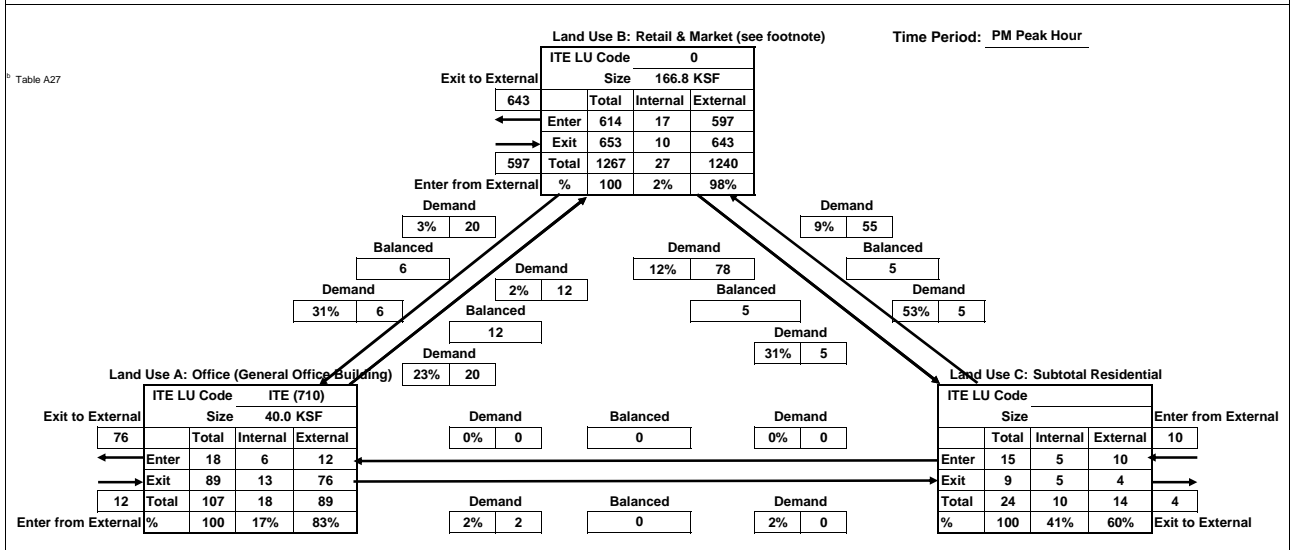 Land Use B: Retail & Market (see footnote)
Time Period: PM Peak Hour
ITE LU Code 0
b Table A27
Exit to External Size 166.8 KSF
643 Total Internal External
Enter 614 17 597
Exit 653 10 643
597 Total 1267 27 1240
Enter from External % 100 2% 98%
Demand Demand
3% 20 9% 55
Balanced Demand Balanced
6 Demand 12% 78 5
Demand 2% 12 Balanced Demand
31% 6 Balanced 5 53% 5
12 Demand
Demand 31% 5
Land Use A: Office (General Office Building) 23% 20 Land Use C: Subtotal Residential
ITE LU Code ITE (710) ITE LU Code
Exit to External Size 40.0 KSF Demand Balanced Demand Size Enter from External
76 Total Internal External 0% 0 0 0% 0 Total Internal External 10
Enter 18 6 12 Enter 15 5 10
Exit 89 13 76 Exit 9 5 4
12 Total 107 18 89 Demand Balanced Demand Total 24 10 14 4
Enter from External % 100 17% 83% 2% 2 0 2% 0 % 100 41% 60% Exit to External